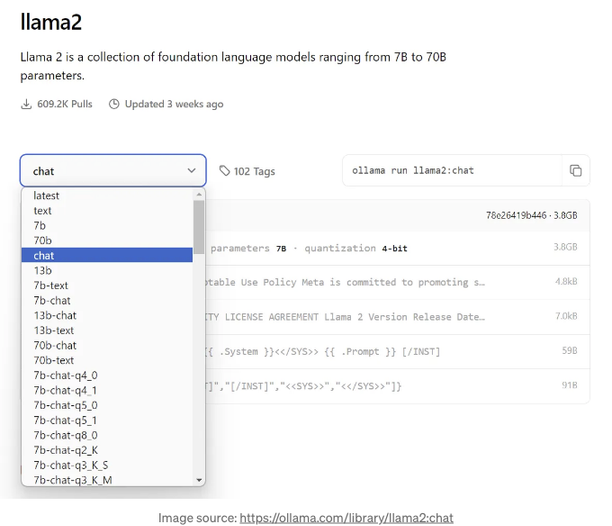 llama2
Llama 2 is a collection of foundation language models ranging from 7B to 70B
parameters.
609.2K Pulls Updated 3 weeks ago
chat 102 Tags ollama run llama2:chat
latest
text
7b
70b
chat
13b
7b-text
7b-chat
13b-chat
13b-text
70b-chat
70b-text
7b-chat-q4_0
7b-chat-q4_1
7b-chat-q5_0
7b-chat-q5_1
7b-chat-q8_0
7b-chat-q2_K
7b-chat-q3_K_S
7b-chat-q3_K_M
78e26419b446 · 3.8GB
parameters 7B · quantization 4-bit 3.8GB
table Use Policy Meta is committed to promoting s… 4.8kB
ITY LICENSE AGREEMENT Llama 2 Version Release Date… 7.0kB
{{ .System }}<</SYS>> {{ .Prompt }} [/INST] 59B
]","[/INST]","<<SYS>>","<</SYS>>"]} 91B
Image source: https://ollama.com/library/llama2:chat